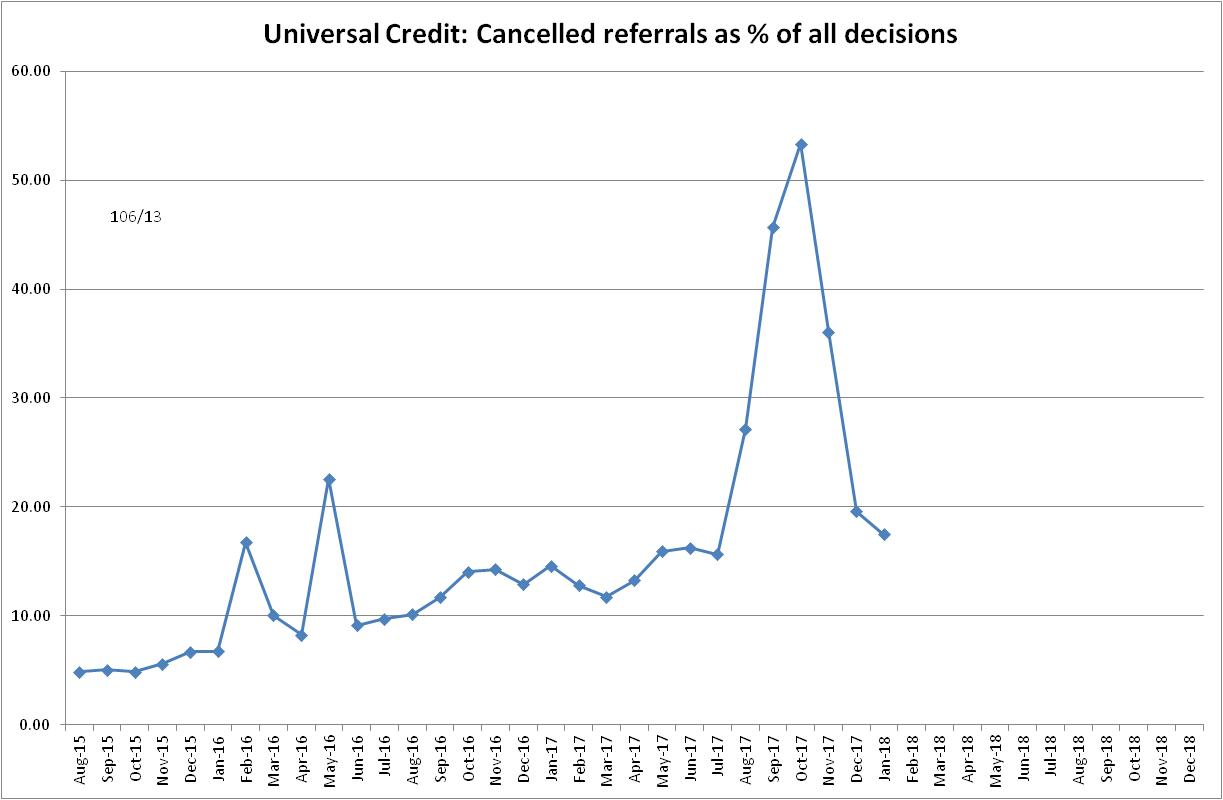 Universal Credit: Cancelled referrals as % of all decisions
60.00
50.00
106/13
40.00
30.00
20.00
10.00
0.00
Aug-15
Sep-15
Oct-15
Nov-15
Dec-15
Jan-16
Feb-16
Mar-16
Apr-16
May-16
Jun-16
Jul-16
Aug-16
Sep-16
Oct-16
Nov-16
Dec-16
Jan-17
Feb-17
Mar-17
Apr-17
May-17
Jun-17
Jul-17
Aug-17
Sep-17
Oct-17
Nov-17
Dec-17
Jan-18
Feb-18
Mar-18
Apr-18
May-18
Jun-18
Jul-18
Aug-18
Sep-18
Oct-18
Nov-18
Dec-18